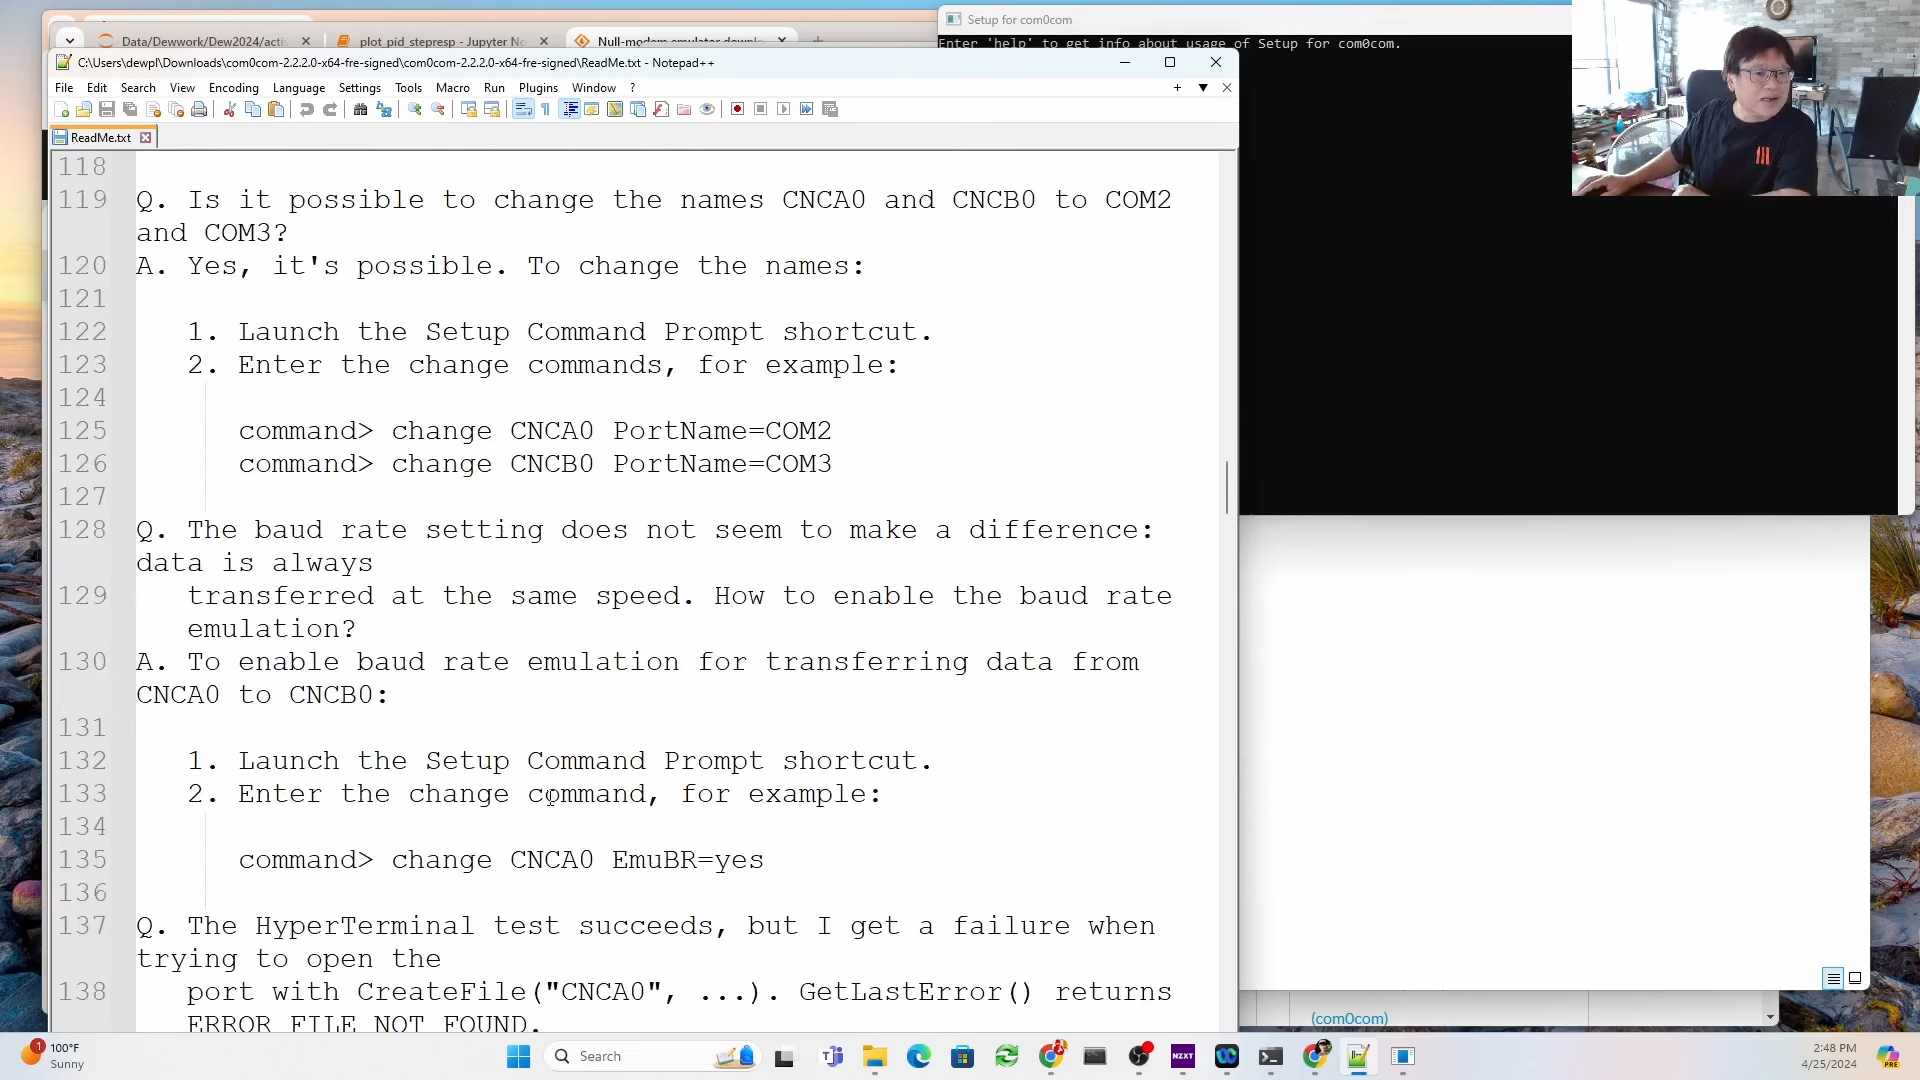 Data/Dewwork/Dew2024/acti
plot_pid_stepresp - Jupyter No
Null-modem emulator downl
Setup for com0com
Enter 'help' to get info about usage of Setup for com0com.
C:\Users\dewpl\Downloads\com0com-2.2.2.0-x64-fre-signed\com0com-2.2.2.0-x64-fre-signed\ReadMe.txt - Notepad++
File Edit Search View Encoding Language Settings Tools Macro Run Plugins Window ?
ReadMe.txt
118
119 Q. Is it possible to change the names CNCA0 and CNCB0 to COM2
and COM3?
120 A. Yes, it's possible. To change the names:
121
122 1. Launch the Setup Command Prompt shortcut.
123 2. Enter the change commands, for example:
124
125 command> change CNCA0 PortName=COM2
126 command> change CNCB0 PortName=COM3
127
128 Q. The baud rate setting does not seem to make a difference:
data is always
129 transferred at the same speed. How to enable the baud rate
emulation?
130 A. To enable baud rate emulation for transferring data from
CNCA0 to CNCB0:
131
132 1. Launch the Setup Command Prompt shortcut.
133 2. Enter the change command, for example:
134
135 command> change CNCA0 EmuBR=yes
136
137 Q. The HyperTerminal test succeeds, but I get a failure when
trying to open the
138 port with CreateFile("CNCA0", ...). GetLastError() returns
ERROR_FILE_NOT_FOUND.
(com0com)
1
100°F
Sunny
Search
NZXT
PRE
2:48 PM
4/25/2024